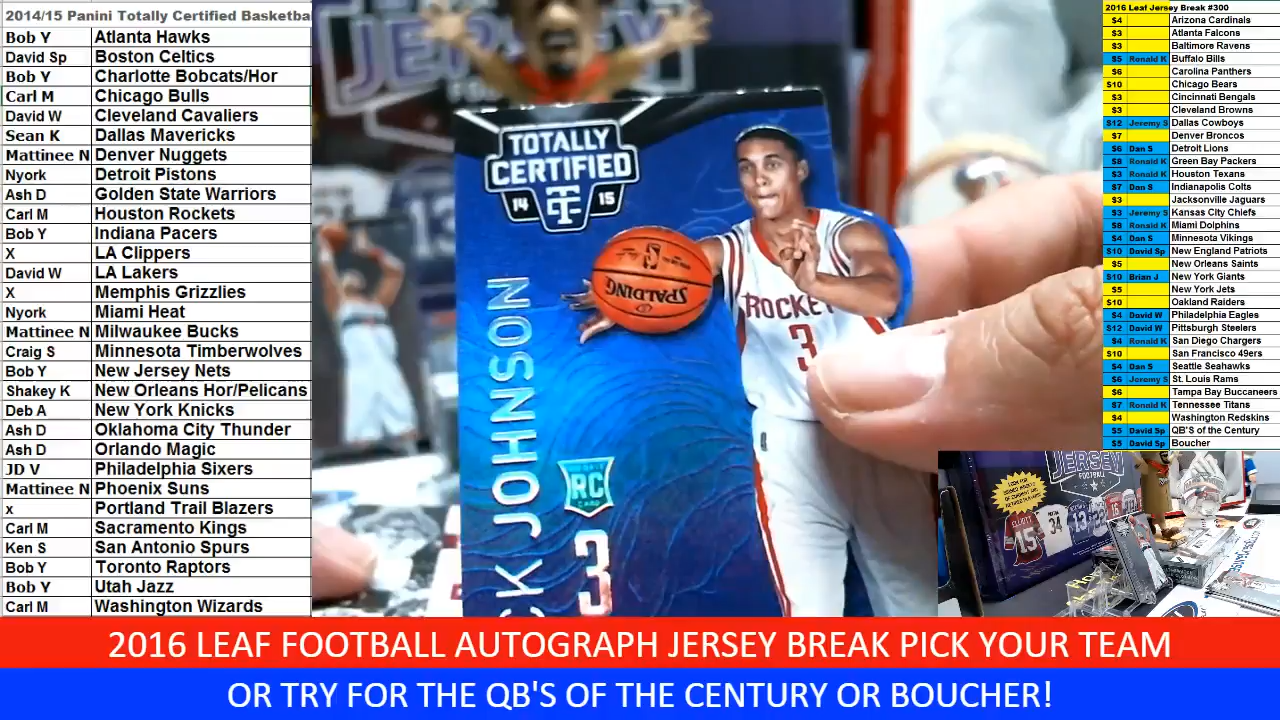 2014/15 Panini Totally Certified Basketba
Bob Y Atlanta Hawks
David Sp Boston Celtics
Bob Y Charlotte Bobcats/Hor
Carl M Chicago Bulls
David W Cleveland Cavaliers
Sean K Dallas Mavericks
Mattinee N Denver Nuggets
Nyork Detroit Pistons
Ash D Golden State Warriors
Carl M Houston Rockets
Bob Y Indiana Pacers
X LA Clippers
David W LA Lakers
X Memphis Grizzlies
Nyork Miami Heat
Mattinee N Milwaukee Bucks
Craig S Minnesota Timberwolves
Bob Y New Jersey Nets
Shakey K New Orleans Hor/Pelicans
Deb A New York Knicks
Ash D Oklahoma City Thunder
Ash D Orlando Magic
JD V Philadelphia Sixers
Mattinee N Phoenix Suns
x Portland Trail Blazers
Carl M Sacramento Kings
Ken S San Antonio Spurs
Bob Y Toronto Raptors
Bob Y Utah Jazz
Carl M Washington Wizards
JERSEY
TOTALLY
CERTIFIED
14 TC 15
SPALDING
ROCKET
3
CK JOHNSON
RC
3
2016 Leaf Jersey Break #300
$4 Arizona Cardinals
$3 Atlanta Falcons
$3 Baltimore Ravens
$5 Ronald K Buffalo Bills
$6 Carolina Panthers
$10 Chicago Bears
$3 Cincinnati Bengals
$3 Cleveland Browns
$12 Jeremy S Dallas Cowboys
$7 Denver Broncos
$6 Dan S Detroit Lions
$8 Ronald K Green Bay Packers
$3 Ronald K Houston Texans
$7 Dan S Indianapolis Colts
$3 Jacksonville Jaguars
$3 Jeremy S Kansas City Chiefs
$8 Ronald K Miami Dolphins
$4 Dan S Minnesota Vikings
$10 David Sp New England Patriots
$5 New Orleans Saints
$10 Brian J New York Giants
$5 New York Jets
$10 Oakland Raiders
$4 David W Philadelphia Eagles
$12 David W Pittsburgh Steelers
$4 Ronald K San Diego Chargers
$10 San Francisco 49ers
$4 Dan S Seattle Seahawks
$6 Jeremy S St. Louis Rams
$6 Tampa Bay Buccaneers
$7 Ronald K Tennessee Titans
$4 Washington Redskins
$5 David Sp QB'S of the Century
$5 David Sp Boucher
JERSEY
FOOTBALL
ELLIOTT
15
34
13
2016 LEAF FOOTBALL AUTOGRAPH JERSEY BREAK PICK YOUR TEAM
OR TRY FOR THE QB'S OF THE CENTURY OR BOUCHER!